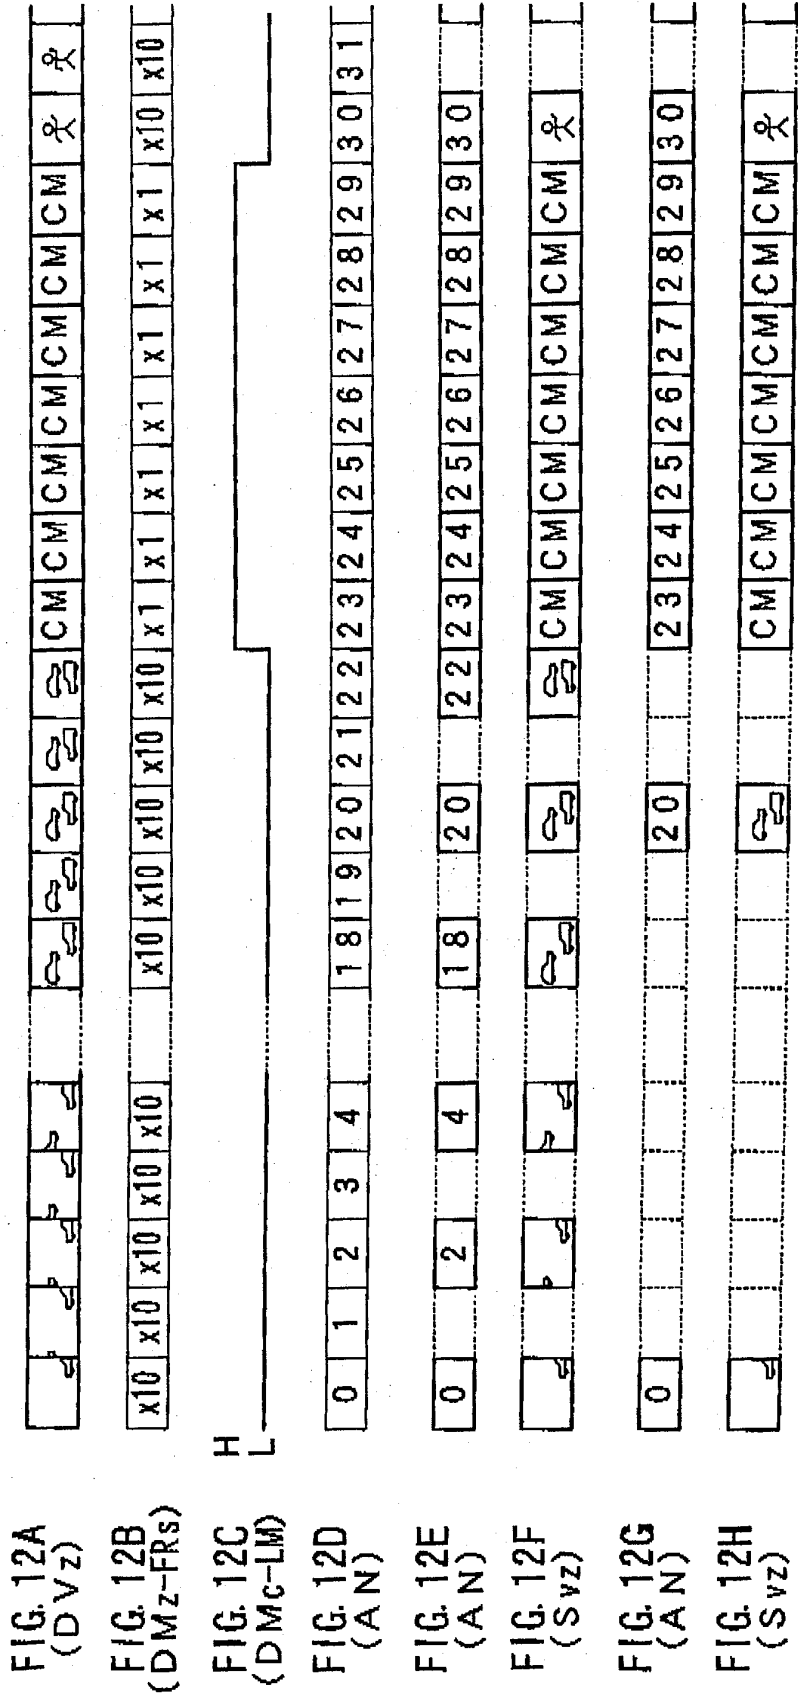 FIG. 12A
(DVz)
CM CM CM CM CM CM CM
FIG. 12B
(DMz-FRs)
x10 x10 x10 x10 x10 x10 x10 x10 x10 x10 x1 x1 x1 x1 x1 x1 x1 x10 x10
FIG. 12C
(DMc-LM)
H
L
FIG. 12D
(AN)
0 1 2 3 4 18 19 20 21 22 23 24 25 26 27 28 29 30 31
FIG. 12E
(AN)
0 2 4 18 20 22 23 24 25 26 27 28 29 30
FIG. 12F
(Svz)
CM CM CM CM CM CM CM
FIG. 12G
(AN)
0 20 23 24 25 26 27 28 29 30
FIG. 12H
(Svz)
CM CM CM CM CM CM CM